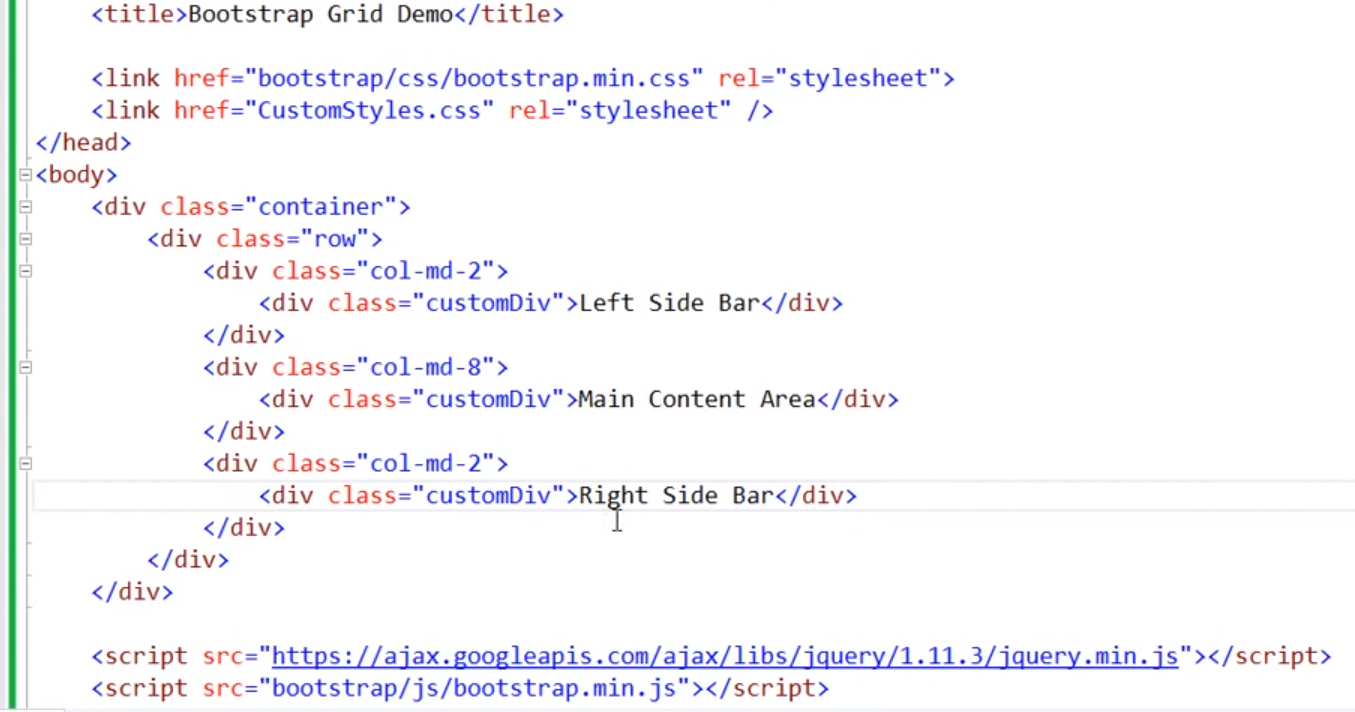 <title>Bootstrap Grid Demo</title>
<link href="bootstrap/css/bootstrap.min.css" rel="stylesheet">
<link href="CustomStyles.css" rel="stylesheet" />
</head>
<body>
<div class="container">
<div class="row">
<div class="col-md-2">
<div class="customDiv">Left Side Bar</div>
</div>
<div class="col-md-8">
<div class="customDiv">Main Content Area</div>
</div>
<div class="col-md-2">
<div class="customDiv">Right Side Bar</div>
</div>
</div>
</div>
<script src="https://ajax.googleapis.com/ajax/libs/jquery/1.11.3/jquery.min.js"></script>
<script src="bootstrap/js/bootstrap.min.js"></script>